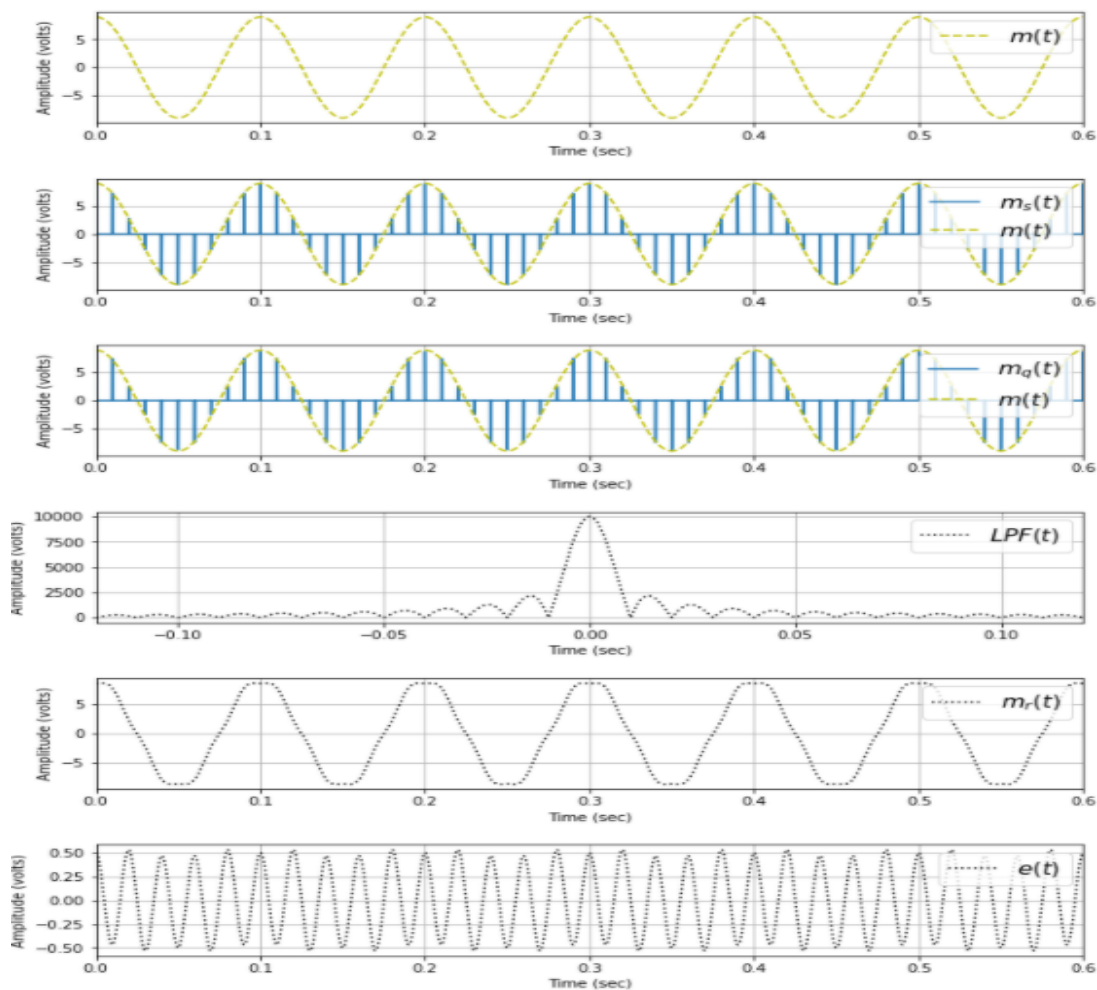 Amplitude (volts)
5
0
−5
m(t)
0.0 0.1 0.2 0.3 0.4 0.5 0.6
Time (sec)
Amplitude (volts)
5
0
−5
mₛ(t)
m(t)
0.0 0.1 0.2 0.3 0.4 0.5 0.6
Time (sec)
Amplitude (volts)
5
0
−5
m_q(t)
m(t)
0.0 0.1 0.2 0.3 0.4 0.5 0.6
Time (sec)
Amplitude (volts)
10000
7500
5000
2500
0
LPF(t)
−0.10 −0.05 0.00 0.05 0.10
Time (sec)
Amplitude (volts)
5
0
−5
mᵣ(t)
0.0 0.1 0.2 0.3 0.4 0.5 0.6
Time (sec)
Amplitude (volts)
0.50
0.25
0.00
−0.25
−0.50
e(t)
0.0 0.1 0.2 0.3 0.4 0.5 0.6
Time (sec)